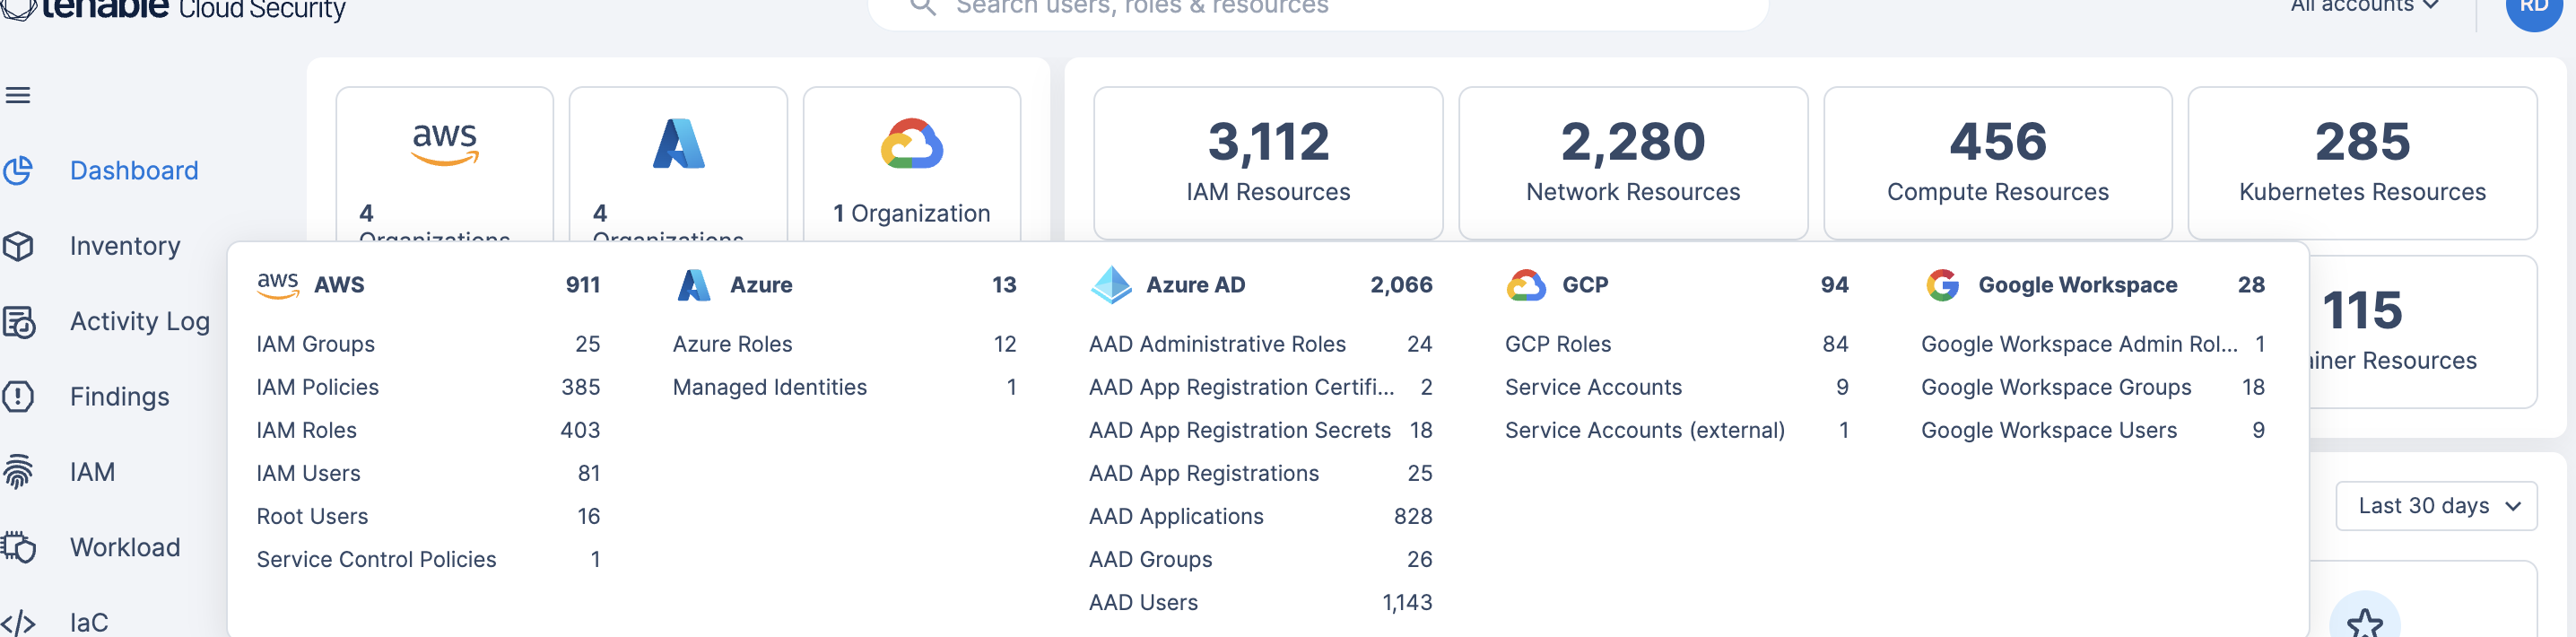 tenable Cloud Security
Search users, roles & resources
All accounts
RD
Dashboard
Inventory
Activity Log
Findings
IAM
Workload
IaC
aws
4
Organizations
4
Organizations
1 Organization
3,112
IAM Resources
2,280
Network Resources
456
Compute Resources
285
Kubernetes Resources
115
ainer Resources
aws AWS 911
IAM Groups 25
IAM Policies 385
IAM Roles 403
IAM Users 81
Root Users 16
Service Control Policies 1
Azure 13
Azure Roles 12
Managed Identities 1
Azure AD 2,066
AAD Administrative Roles 24
AAD App Registration Certifi... 2
AAD App Registration Secrets 18
AAD App Registrations 25
AAD Applications 828
AAD Groups 26
AAD Users 1,143
GCP 94
GCP Roles 84
Service Accounts 9
Service Accounts (external) 1
Google Workspace 28
Google Workspace Admin Rol... 1
Google Workspace Groups 18
Google Workspace Users 9
Last 30 days